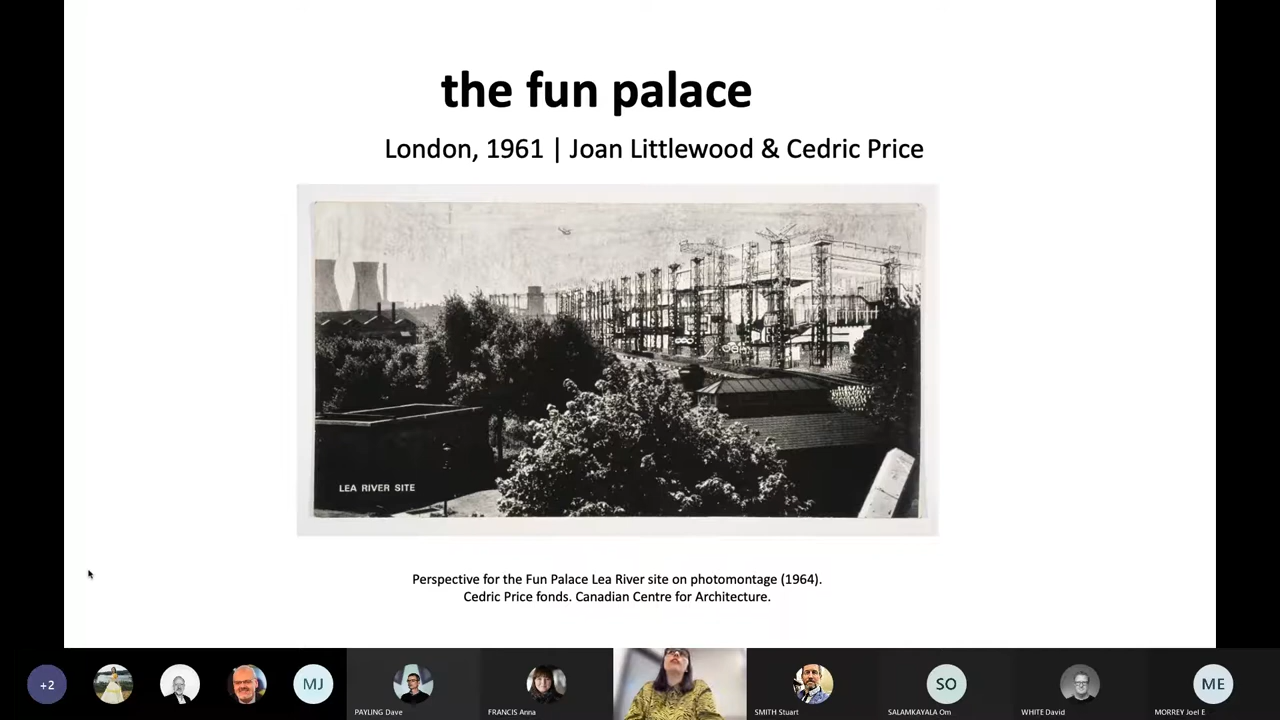 the fun palace
London, 1961 | Joan Littlewood & Cedric Price
LEA RIVER SITE
Perspective for the Fun Palace Lea River site on photomontage (1964).
Cedric Price fonds. Canadian Centre for Architecture.
+2
MJ
SO
ME
PAYLING Dave
FRANCIS Anna
SMITH Stuart
SALAMKAYALA Om
WHITE David
MORREY Joel E